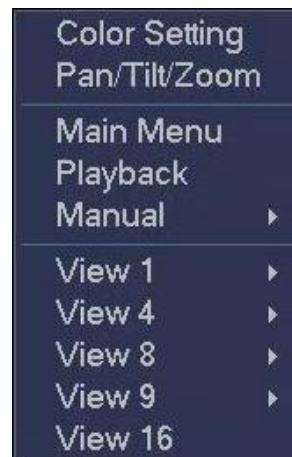 Color Setting
Pan/Tilt/Zoom
Main Menu
Playback
Manual
View 1
View 4
View 8
View 9
View 16